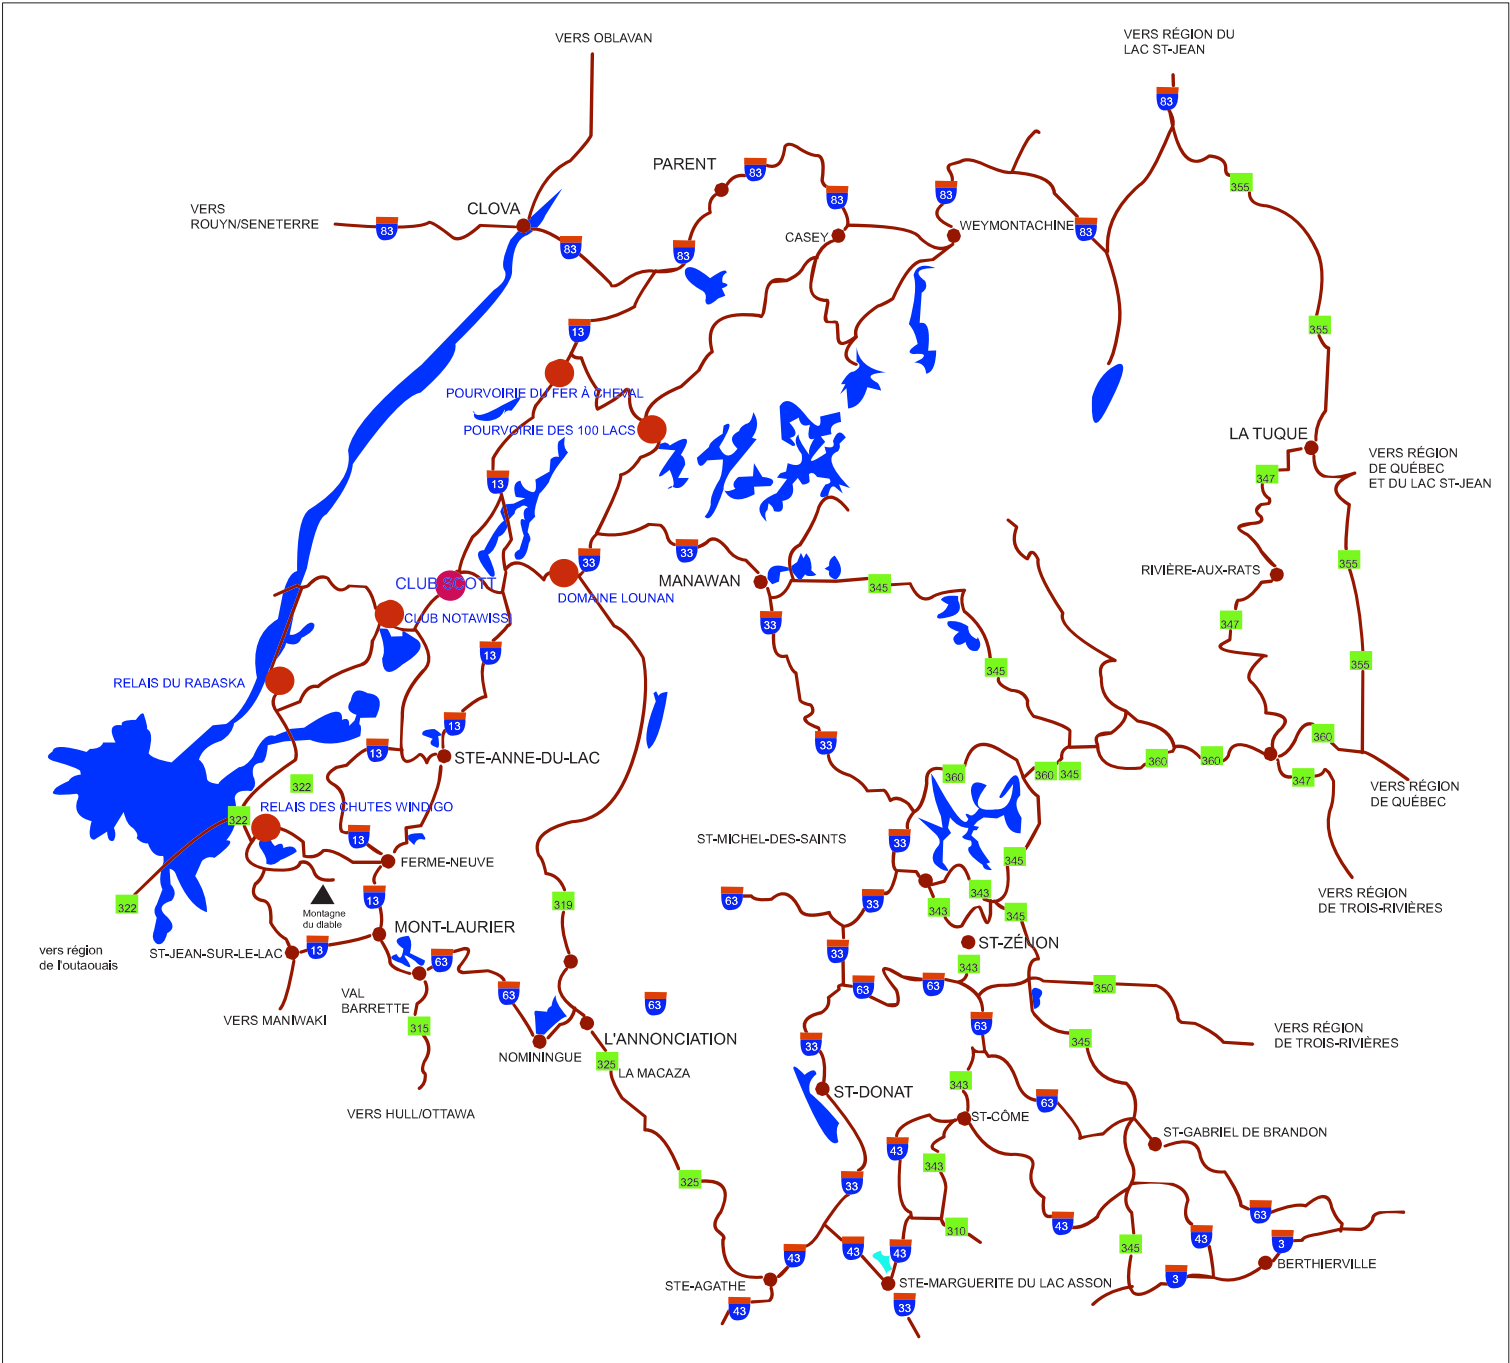 VERS OBLAVAN
VERS RÉGION DU
LAC ST-JEAN
83
PARENT
83
355
83
83
VERS
ROUYN/SENETERRE
CLOVA
83
83
83
CASEY
WEYMONTACHINE
83
13
355
POURVOIRIE DU FER À CHEVAL
POURVOIRIE DES 100 LACS
LA TUQUE
VERS RÉGION
DE QUÉBEC
ET DU LAC ST-JEAN
347
13
33
33
355
CLUB SCOTT
MANAWAN
345
RIVIÈRE-AUX-RATS
DOMAINE LOUNAN
CLUB NOTAWISSI
33
347
13
345
355
RELAIS DU RABASKA
13
13
33
360
STE-ANNE-DU-LAC
360
345
360
360
347
322
VERS RÉGION
DE QUÉBEC
RELAIS DES CHUTES WINDIGO
322
13
ST-MICHEL-DES-SAINTS
33
FERME-NEUVE
345
322
13
Montagne
du diable
319
63
33
343
343
345
VERS RÉGION
DE TROIS-RIVIÈRES
MONT-LAURIER
vers région
de l'outaouais
ST-JEAN-SUR-LE-LAC
13
63
33
ST-ZÉNON
343
VAL
BARRETTE
63
63
63
63
350
VERS MANIWAKI
315
63
VERS RÉGION
DE TROIS-RIVIÈRES
L'ANNONCIATION
33
345
NOMININGUE
325
LA MACAZA
343
ST-DONAT
63
VERS HULL/OTTAWA
ST-CÔME
ST-GABRIEL DE BRANDON
43
343
325
33
63
310
43
43
345
3
43
43
43
BERTHIERVILLE
STE-AGATHE
STE-MARGUERITE DU LAC ASSON
3
43
33